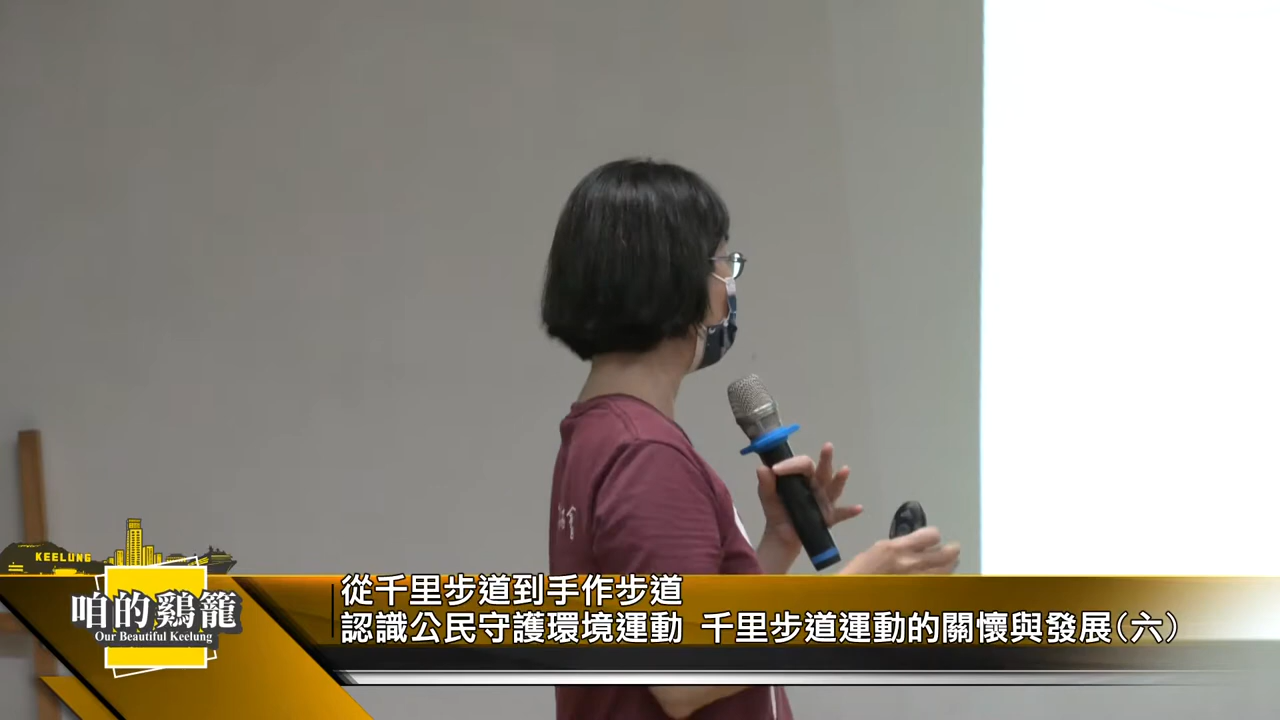 KEELUNG
咱的鷄籠
Our Beautiful Keelung
從千里步道到手作步道
認識公民守護環境運動 千里步道運動的關懷與發展(六)